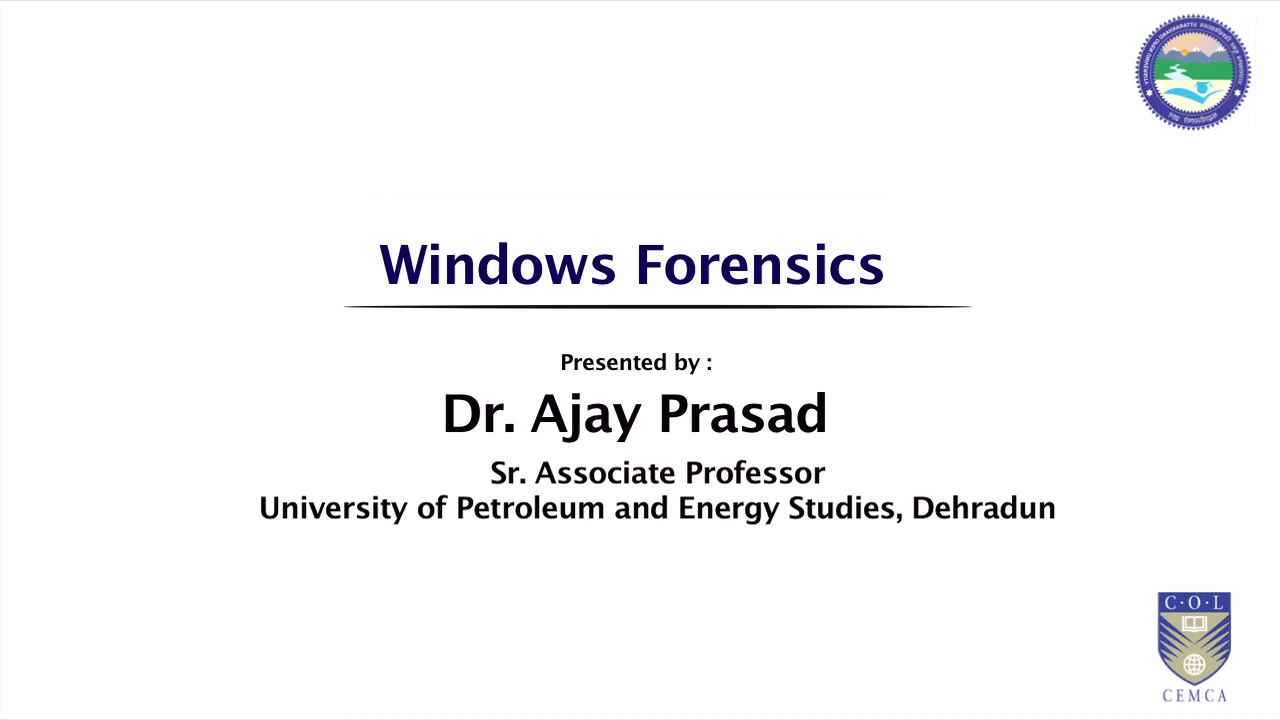 Windows Forensics
Presented by :
Dr. Ajay Prasad
Sr. Associate Professor
University of Petroleum and Energy Studies, Dehradun
C·O·L
CEMCA